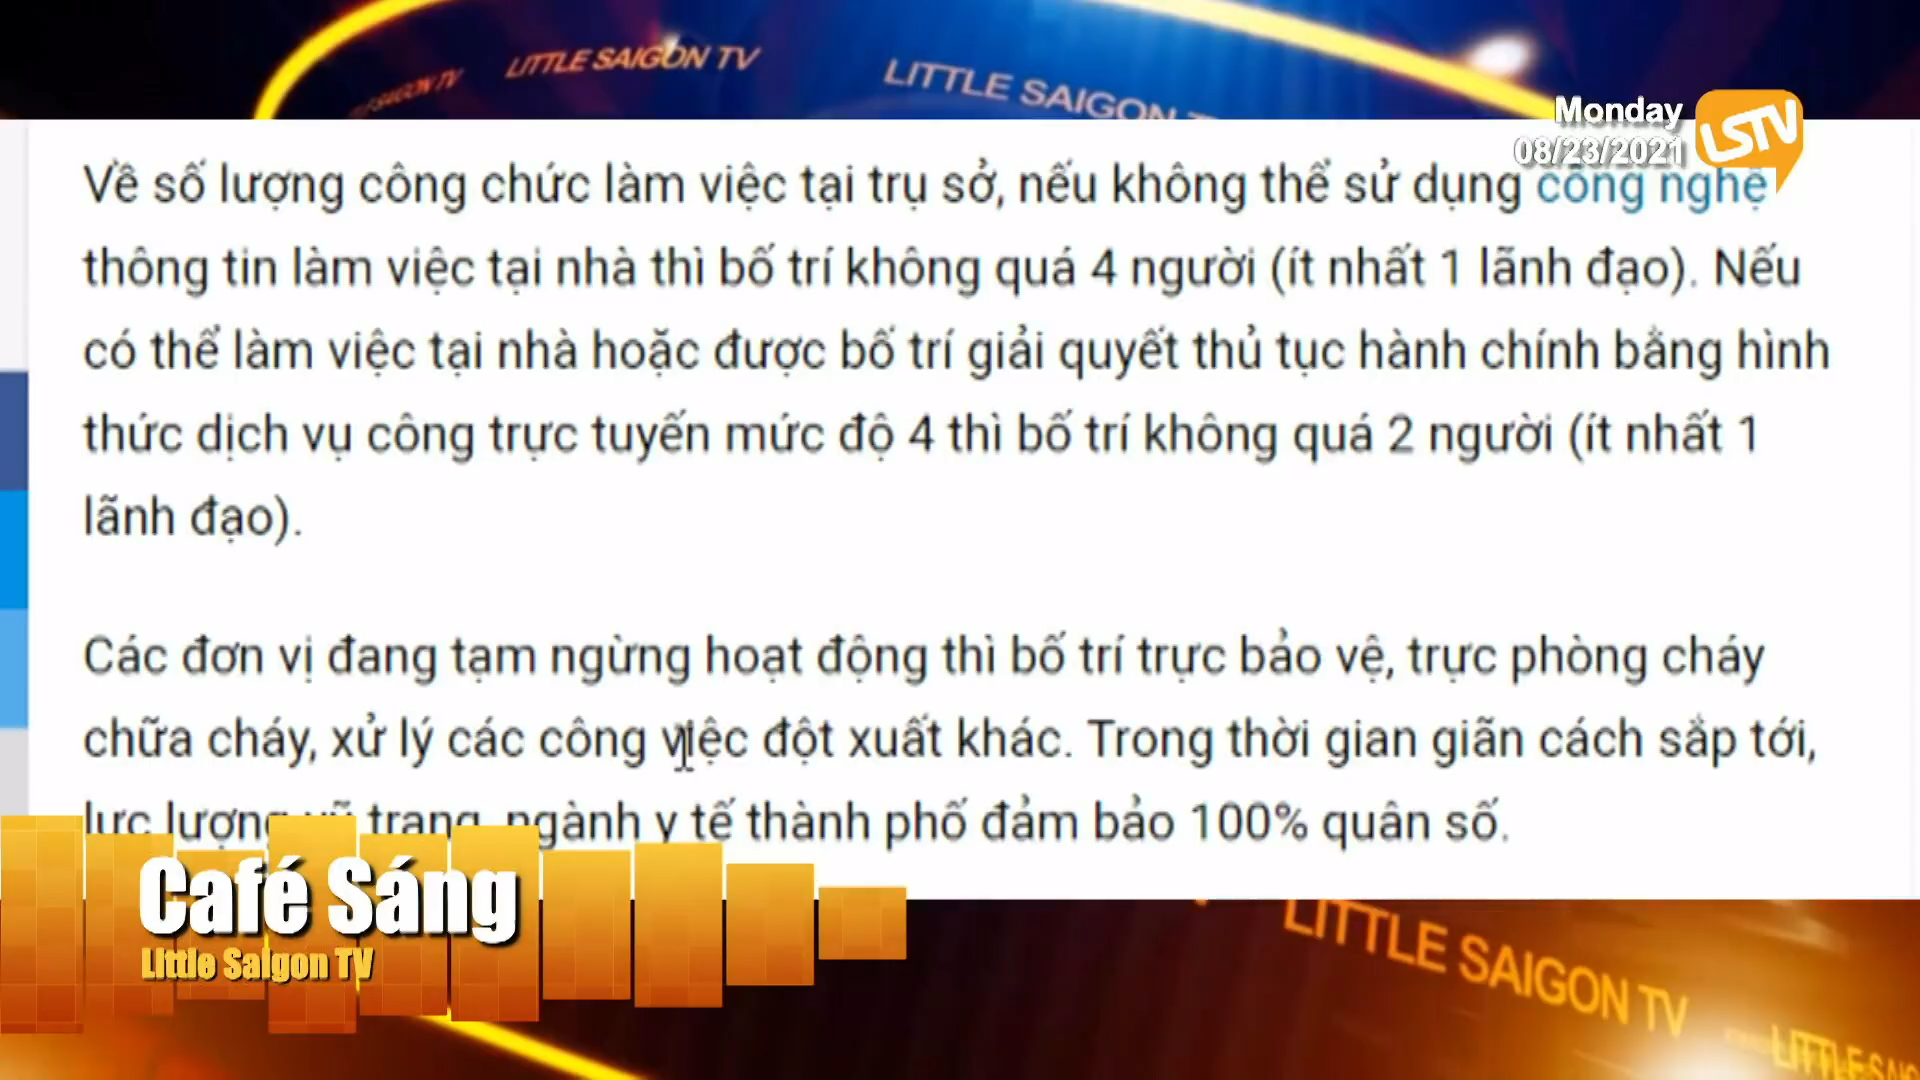 LITTLE SAIGON TV
LITTLE SAIGON TV
Monday
08/23/2021
LSTV
Về số lượng công chức làm việc tại trụ sở, nếu không thể sử dụng công nghệ
thông tin làm việc tại nhà thì bố trí không quá 4 người (ít nhất 1 lãnh đạo). Nếu
có thể làm việc tại nhà hoặc được bố trí giải quyết thủ tục hành chính bằng hình
thức dịch vụ công trực tuyến mức độ 4 thì bố trí không quá 2 người (ít nhất 1
lãnh đạo).
Các đơn vị đang tạm ngừng hoạt động thì bố trí trực bảo vệ, trực phòng cháy
chữa cháy, xử lý các công việc đột xuất khác. Trong thời gian giãn cách sắp tới,
lực lượng vũ trang, ngành y tế thành phố đảm bảo 100% quân số.
Café Sáng
Little Saigon TV
LITTLE SAIGON TV